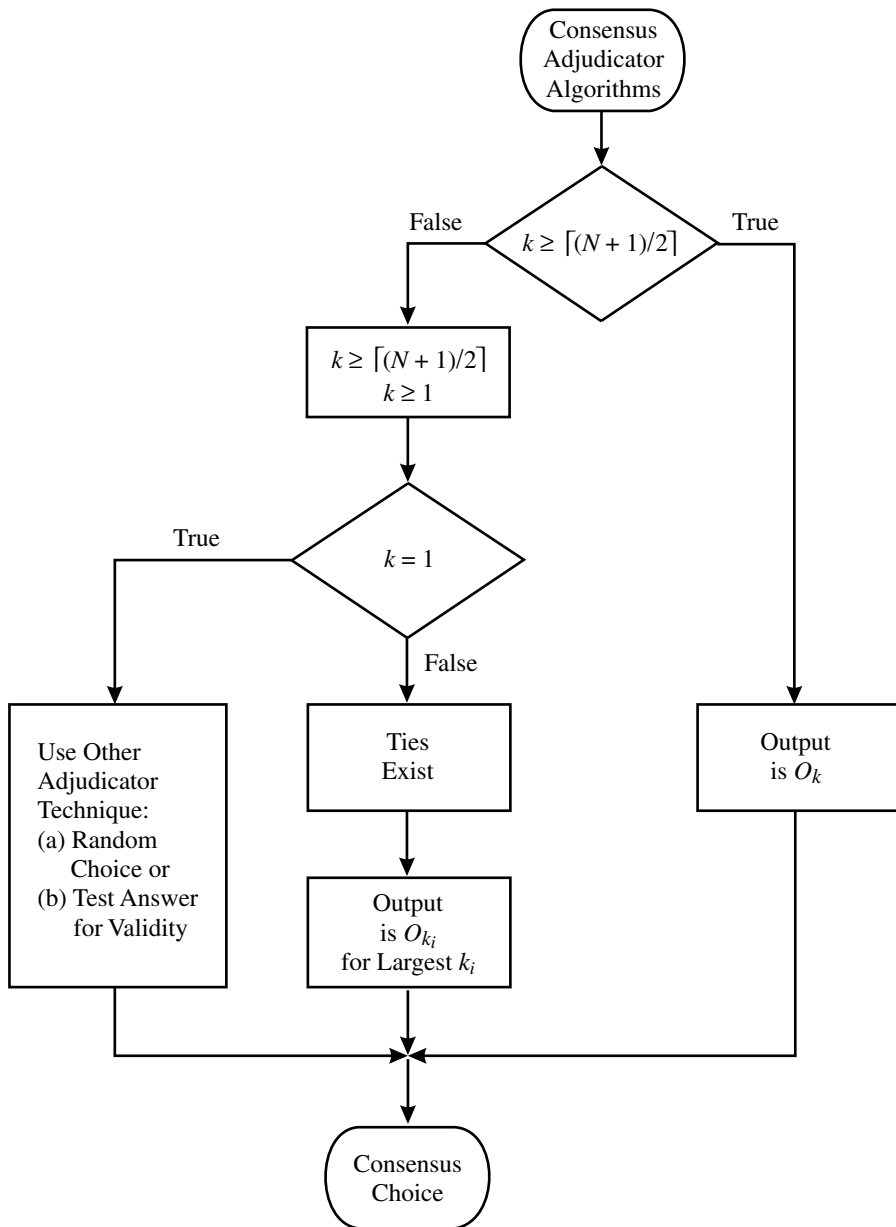 Consensus
Adjudicator
Algorithms
False
True
k ≥ ⌈(N + 1)/2⌉
k ≥ ⌈(N + 1)/2⌉
k ≥ 1
True
k = 1
False
Use Other
Adjudicator
Technique:
(a) Random
Choice or
(b) Test Answer
for Validity
Ties
Exist
Output
is Oₖ
Output
is O_{k_i}
for Largest k_i
Consensus
Choice